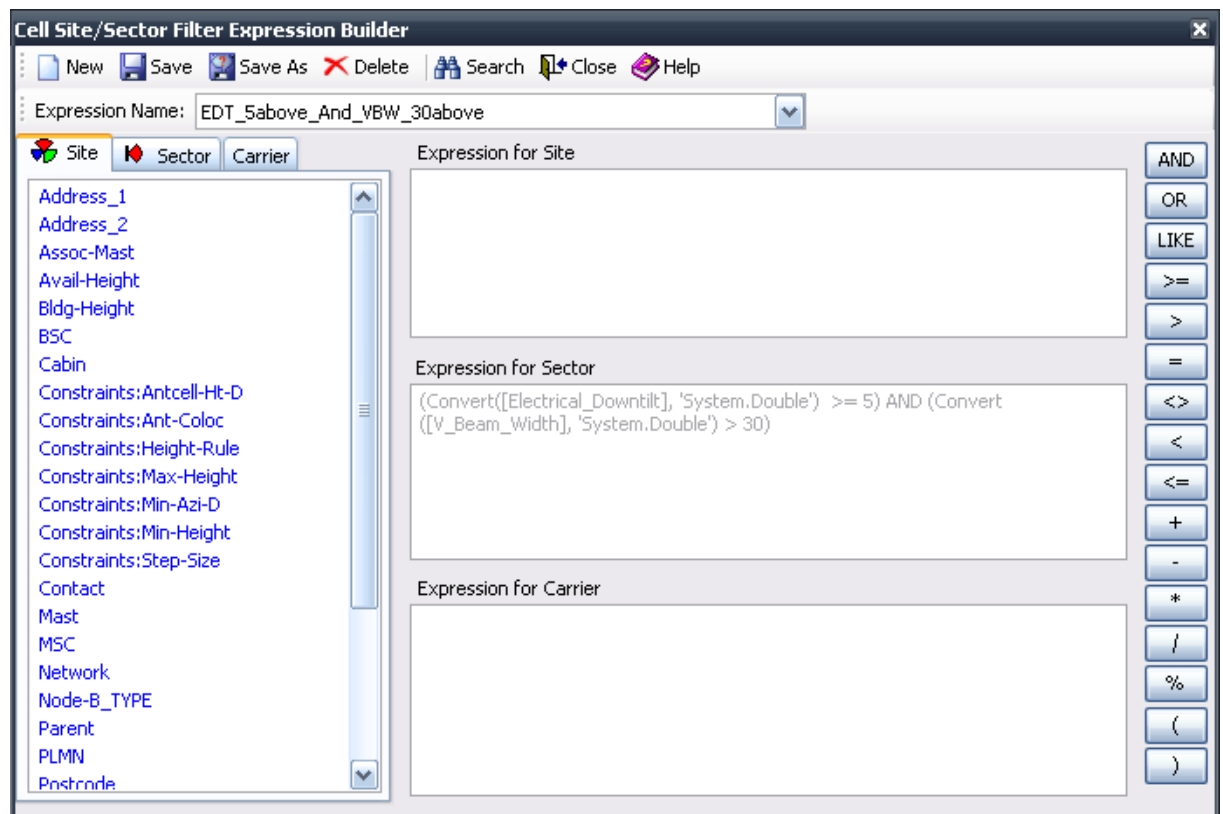 Cell Site/Sector Filter Expression Builder
New Save Save As Delete Search Close Help
Expression Name: EDT_5above_And_VBW_30above
Site Sector Carrier
Address_1
Address_2
Assoc-Mast
Avail-Height
Bldg-Height
BSC
Cabin
Constraints:Antcell-Ht-D
Constraints:Ant-Coloc
Constraints:Height-Rule
Constraints:Max-Height
Constraints:Min-Azi-D
Constraints:Min-Height
Constraints:Step-Size
Contact
Mast
MSC
Network
Node-B_TYPE
Parent
PLMN
Postcode
Expression for Site
Expression for Sector
(Convert([Electrical_Downtilt], 'System.Double')  >= 5) AND (Convert
([V_Beam_Width], 'System.Double') > 30)
Expression for Carrier
AND
OR
LIKE
>=
>
=
<>
<
<=
+
-
*
/
%
(
)